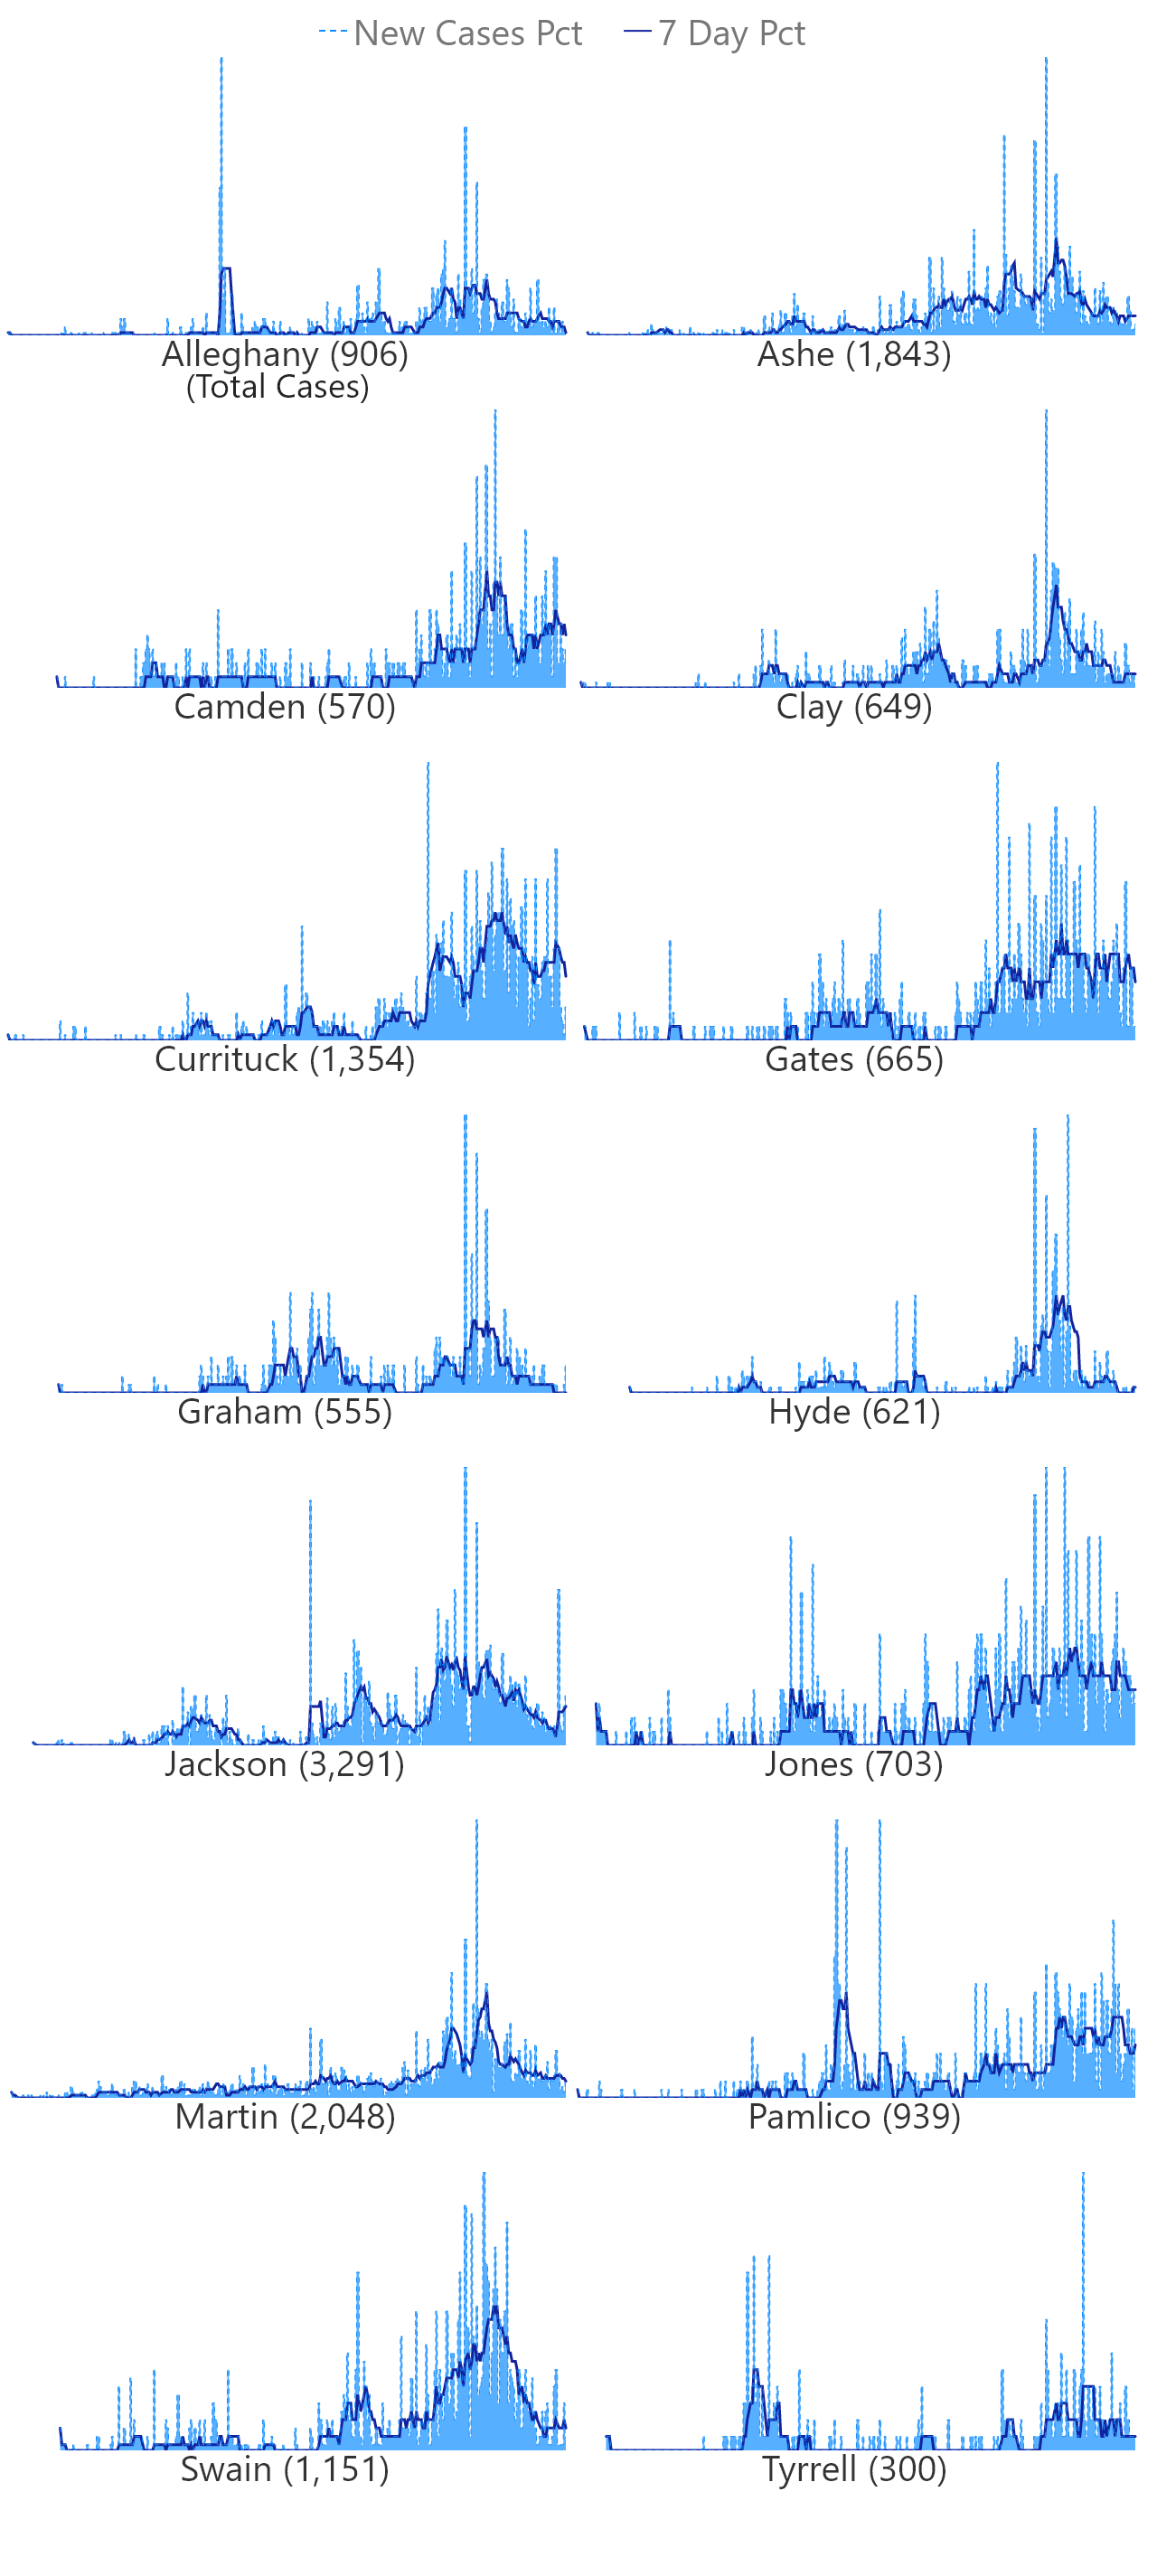 New Cases Pct 7 Day Pct
Alleghany (906) Ashe (1,843)
(Total Cases)
Camden (570) Clay (649)
Currituck (1,354) Gates (665)
Graham (555) Hyde (621)
Jackson (3,291) Jones (703)
Martin (2,048) Pamlico (939)
Swain (1,151) Tyrrell (300)